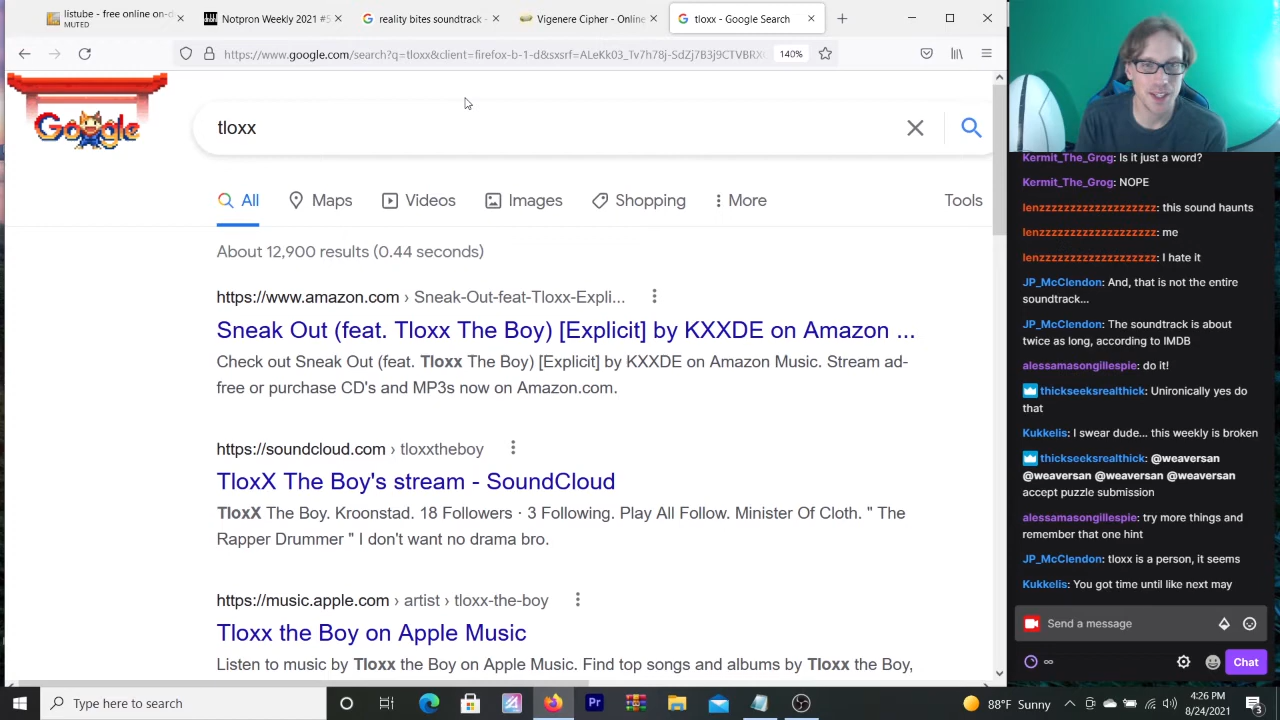 listube - free online on-d
MUTED
Notpron Weekly 2021 #5
reality bites soundtrack -
Vigenere Cipher - Online
tloxx - Google Search
https://www.google.com/search?q=tloxx&client=firefox-b-1-d&sxsrf=ALeKk03_Tv7h78j-SdZj7B3j9CTVBRX
140%
Google
tloxx
All
Maps
Videos
Images
Shopping
More
Tools
About 12,900 results (0.44 seconds)
https://www.amazon.com › Sneak-Out-feat-Tloxx-Expli...
Sneak Out (feat. Tloxx The Boy) [Explicit] by KXXDE on Amazon ...
Check out Sneak Out (feat. Tloxx The Boy) [Explicit] by KXXDE on Amazon Music. Stream ad-
free or purchase CD's and MP3s now on Amazon.com.
https://soundcloud.com › tloxxtheboy
TloxX The Boy's stream - SoundCloud
TloxX The Boy. Kroonstad. 18 Followers · 3 Following. Play All Follow. Minister Of Cloth. " The
Rapper Drummer " I don't want no drama bro.
https://music.apple.com › artist › tloxx-the-boy
Tloxx the Boy on Apple Music
Listen to music by Tloxx the Boy on Apple Music. Find top songs and albums by Tloxx the Boy,
Kermit_The_Grog: Is it just a word?
Kermit_The_Grog: NOPE
lenzzzzzzzzzzzzzzzzzzz: this sound haunts
lenzzzzzzzzzzzzzzzzzzz: me
lenzzzzzzzzzzzzzzzzzzz: I hate it
JP_McClendon: And, that is not the entire
soundtrack...
JP_McClendon: The soundtrack is about
twice as long, according to IMDB
alessamasongillespie: do it!
thickseeksrealthick: Unironically yes do
that
Kukkelis: I swear dude... this weekly is broken
thickseeksrealthick: @weaversan
@weaversan @weaversan @weaversan
accept puzzle submission
alessamasongillespie: try more things and
remember that one hint
JP_McClendon: tloxx is a person, it seems
Kukkelis: You got time until like next may
Send a message
Chat
Type here to search
Pr
88°F Sunny
4:26 PM
8/24/2021
3